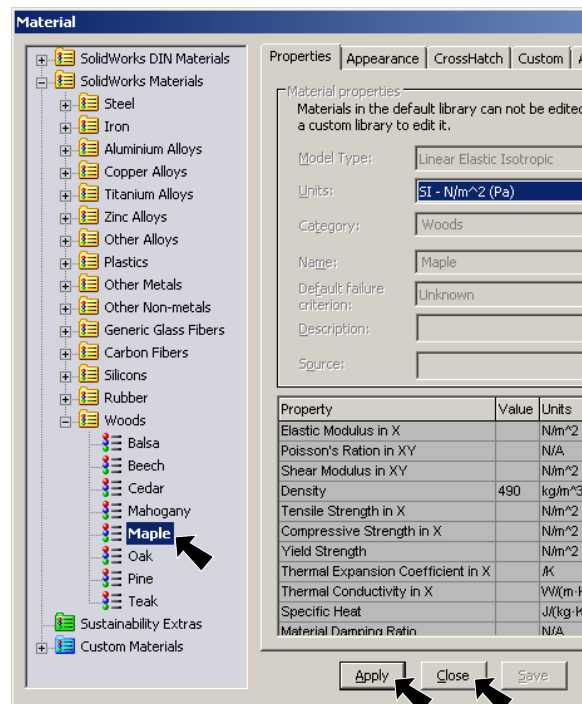 Material
SolidWorks DIN Materials
SolidWorks Materials
Steel
Iron
Aluminium Alloys
Copper Alloys
Titanium Alloys
Zinc Alloys
Other Alloys
Plastics
Other Metals
Other Non-metals
Generic Glass Fibers
Carbon Fibers
Silicons
Rubber
Woods
Balsa
Beech
Cedar
Mahogany
Maple
Oak
Pine
Teak
Sustainability Extras
Custom Materials
Properties Appearance CrossHatch Custom A
Material properties
Materials in the default library can not be edited
a custom library to edit it.
Model Type: Linear Elastic Isotropic
Units: SI - N/m^2 (Pa)
Category: Woods
Name: Maple
Default failure
criterion: Unknown
Description:
Source:
Property Value Units
Elastic Modulus in X N/m^2
Poisson's Ration in XY N/A
Shear Modulus in XY N/m^2
Density 490 kg/m^3
Tensile Strength in X N/m^2
Compressive Strength in X N/m^2
Yield Strength N/m^2
Thermal Expansion Coefficient in X /K
Thermal Conductivity in X W/(m·K
Specific Heat J/(kg·K
Material Damping Ratio N/A
Apply Close Save